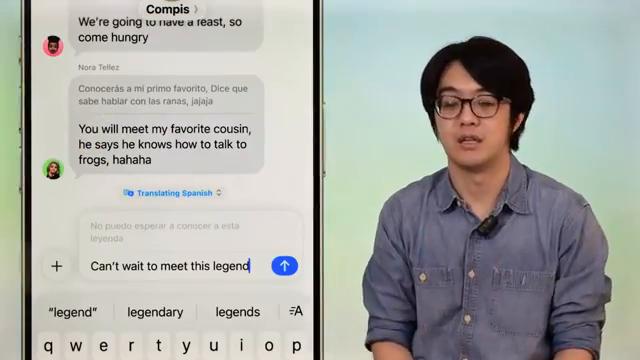 Compis
We're going to have a feast, so
come hungry
Nora Tellez
Conocerás a mi primo favorito, Dice que
sabe hablar con las ranas, jajaja
You will meet my favorite cousin,
he says he knows how to talk to
frogs, hahaha
Translating Spanish
No puedo esperar a conocer a esta
leyenda
Can't wait to meet this legend
"legend" legendary legends
q w e r t y u i o p